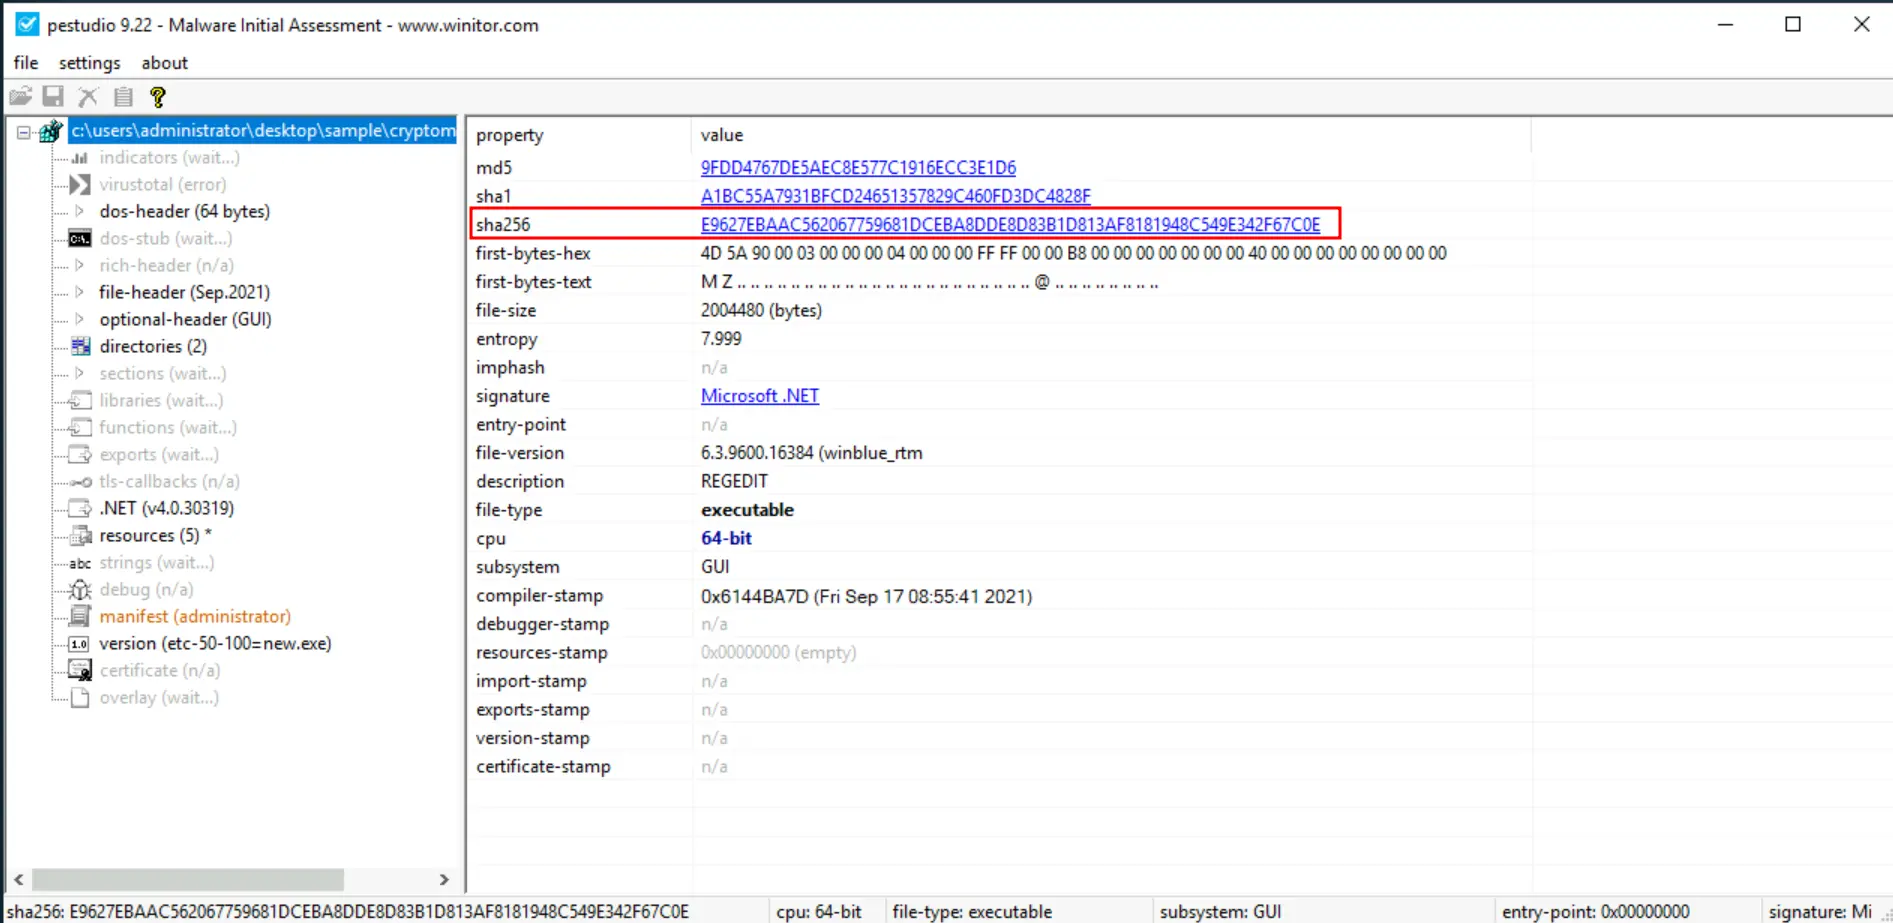 pestudio 9.22 - Malware Initial Assessment - www.winitor.com
file settings about
c:\users\administrator\desktop\sample\cryptom
indicators (wait...)
virustotal (error)
dos-header (64 bytes)
dos-stub (wait...)
rich-header (n/a)
file-header (Sep.2021)
optional-header (GUI)
directories (2)
sections (wait...)
libraries (wait...)
functions (wait...)
exports (wait...)
tls-callbacks (n/a)
.NET (v4.0.30319)
resources (5) *
abc strings (wait...)
debug (n/a)
manifest (administrator)
1.0 version (etc-50-100=new.exe)
certificate (n/a)
overlay (wait...)
property value
md5 9FDD4767DE5AEC8E577C1916ECC3E1D6
sha1 A1BC55A7931BFCD24651357829C460FD3DC4828F
sha256 E9627EBAAC562067759681DCEBA8DDE8D83B1D813AF8181948C549E342F67C0E
first-bytes-hex 4D 5A 90 00 03 00 00 00 04 00 00 00 FF FF 00 00 B8 00 00 00 00 00 00 00 40 00 00 00 00 00 00 00
first-bytes-text M Z .. .. .. .. .. .. .. .. .. .. .. .. .. .. .. .. .. .. .. .. .. .. @ .. .. .. .. .. .. ..
file-size 2004480 (bytes)
entropy 7.999
imphash n/a
signature Microsoft .NET
entry-point n/a
file-version 6.3.9600.16384 (winblue_rtm
description REGEDIT
file-type executable
cpu 64-bit
subsystem GUI
compiler-stamp 0x6144BA7D (Fri Sep 17 08:55:41 2021)
debugger-stamp n/a
resources-stamp 0x00000000 (empty)
import-stamp n/a
exports-stamp n/a
version-stamp n/a
certificate-stamp n/a
sha256: E9627EBAAC562067759681DCEBA8DDE8D83B1D813AF8181948C549E342F67C0E cpu: 64-bit file-type: executable subsystem: GUI entry-point: 0x00000000 signature: Mi